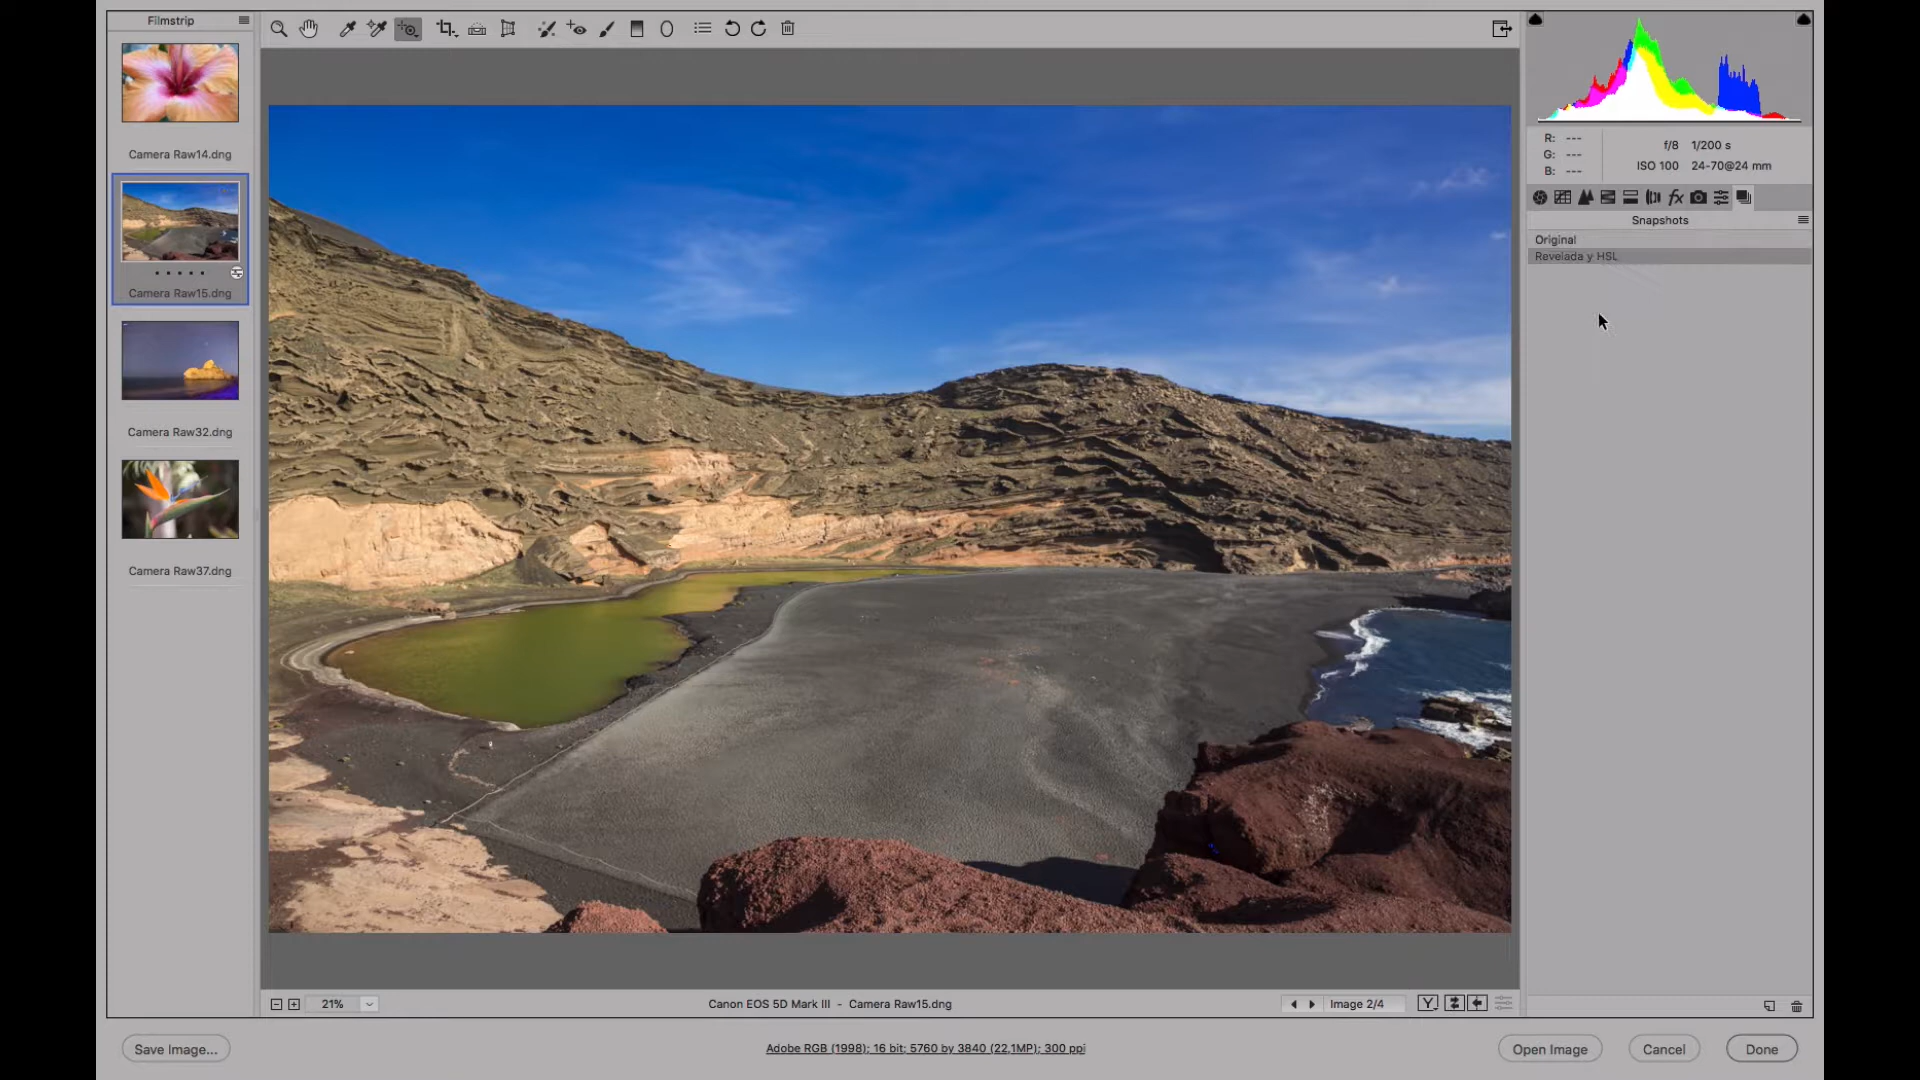 Filmstrip
Camera Raw14.dng
Camera Raw15.dng
Camera Raw32.dng
Camera Raw37.dng
R: ---
G: ---
B: ---
f/8 1/200 s
ISO 100 24-70@24 mm
fx
Snapshots
Original
Revelada y HSL
21%
Canon EOS 5D Mark III - Camera Raw15.dng
Image 2/4
Y
Save Image...
Adobe RGB (1998); 16 bit; 5760 by 3840 (22,1MP); 300 ppi
Open Image
Cancel
Done